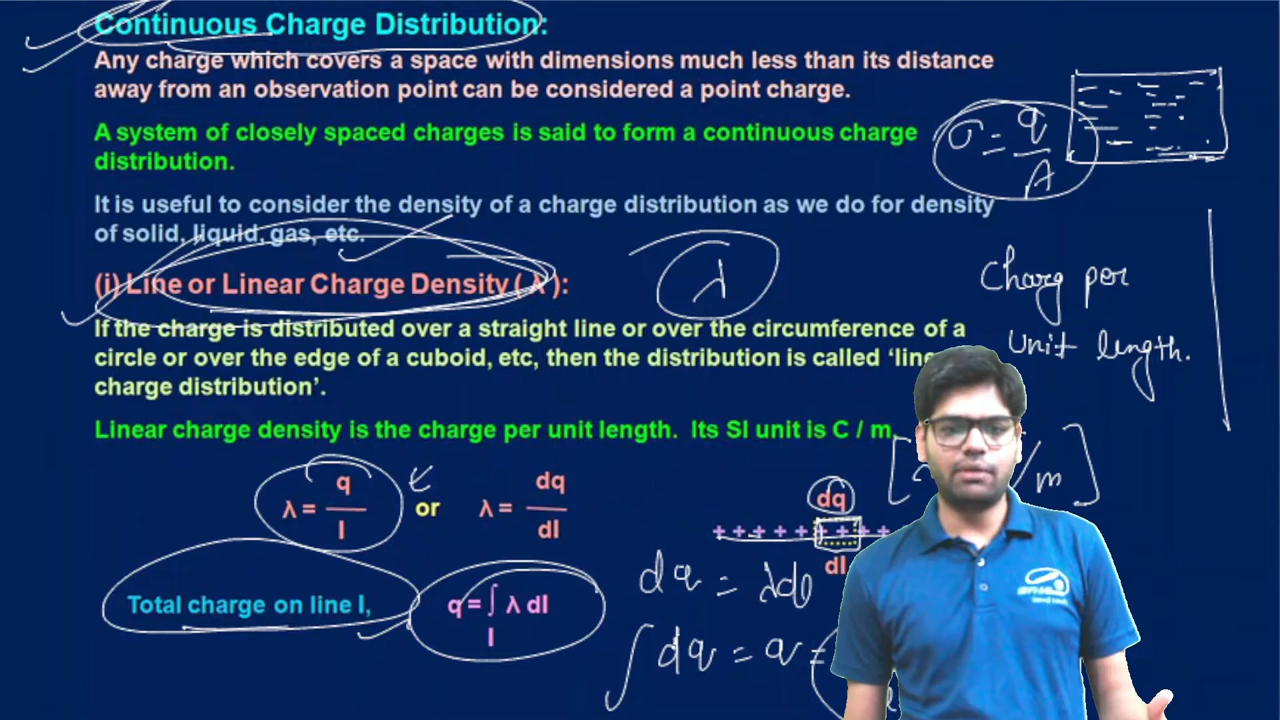 Continuous Charge Distribution:
Any charge which covers a space with dimensions much less than its distance
away from an observation point can be considered a point charge.
A system of closely spaced charges is said to form a continuous charge
distribution.
It is useful to consider the density of a charge distribution as we do for density
of solid, liquid, gas, etc.
(i) Line or Linear Charge Density ( λ ):
If the charge is distributed over a straight line or over the circumference of a
circle or over the edge of a cuboid, etc, then the distribution is called ‘line
charge distribution’.
Linear charge density is the charge per unit length. Its SI unit is C / m.
λ = q / l or λ = dq / dl
Total charge on line l, q = ∫ λ dl
l
dq
+ + + + + + + + +
dl
σ = q / A
λ
Charg per
unit length.
[ / m ]
dq = λdl
∫ dq = q =